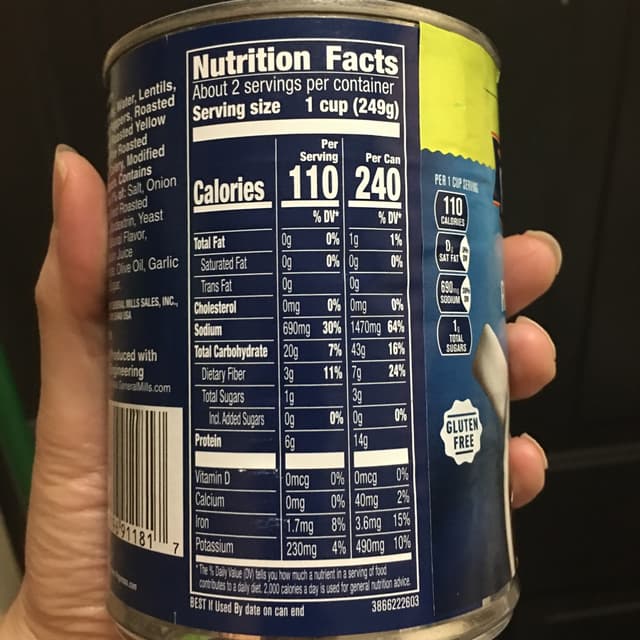 Water, Lentils,
Roasted
Yellow
Roasted
Modified
Contains
of: Salt, Onion
Roasted
Yeast
Flavor,
Juice
Olive Oil, Garlic
MILLS SALES, INC.,
USA
with
GeneralMills.com
91181 7
Nutrition Facts
About 2 servings per container
Serving size 1 cup (249g)
Per Serving Per Can
Calories 110 240
% DV* % DV*
Total Fat 0g 0% 1g 1%
Saturated Fat 0g 0% 0g 0%
Trans Fat 0g 0g
Cholesterol 0mg 0% 0mg 0%
Sodium 690mg 30% 1470mg 64%
Total Carbohydrate 20g 7% 43g 16%
Dietary Fiber 3g 11% 7g 24%
Total Sugars 1g 3g
Incl. Added Sugars 0g 0% 0g 0%
Protein 6g 14g
Vitamin D 0mcg 0% 0mcg 0%
Calcium 0mg 0% 40mg 2%
Iron 1.7mg 8% 3.6mg 15%
Potassium 230mg 4% 490mg 10%
*The % Daily Value (DV) tells you how much a nutrient in a serving of food
contributes to a daily diet. 2,000 calories a day is used for general nutrition advice.
BEST If Used By date on can end 3866222603
PER 1 CUP SERVING
110
CALORIES
0g
SAT FAT
0% DV
690mg
SODIUM
30% DV
1g
TOTAL
SUGARS
GLUTEN
FREE